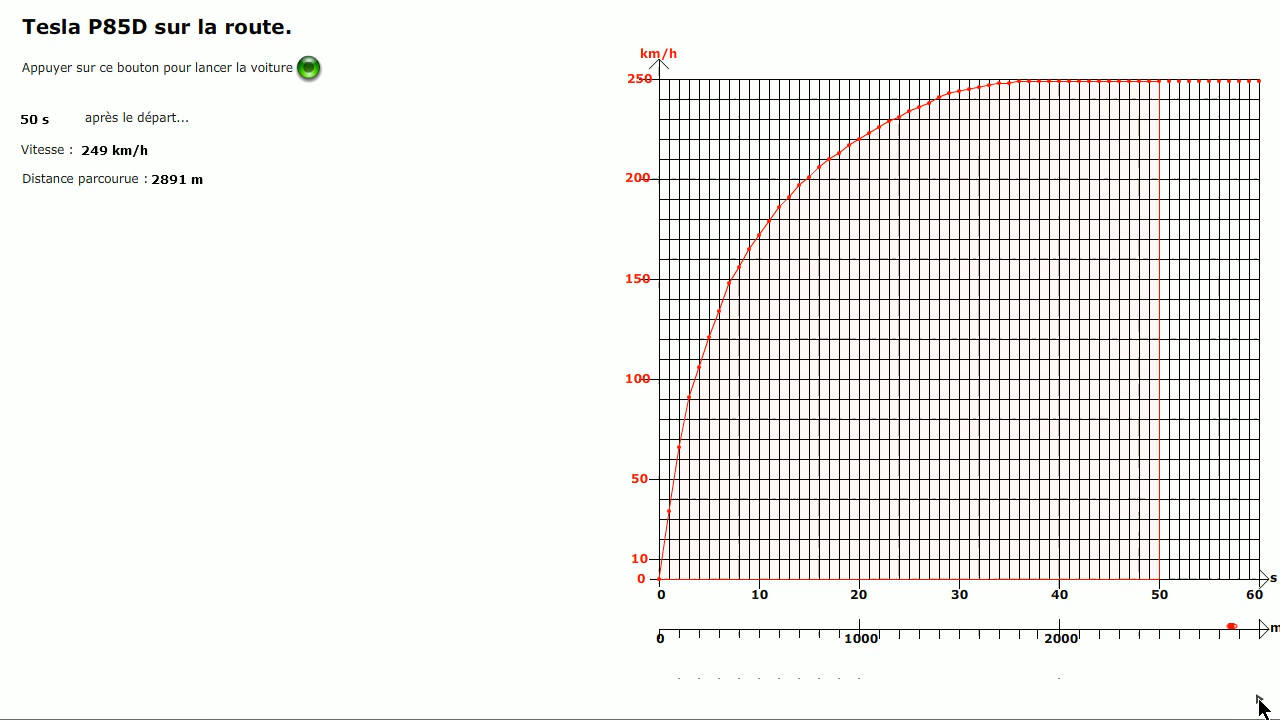 Tesla P85D sur la route.
Appuyer sur ce bouton pour lancer la voiture
50 s après le départ...
Vitesse : 249 km/h
Distance parcourue : 2891 m
km/h
250
200
150
100
50
10
0
0 10 20 30 40 50 60 s
0 1000 2000 m